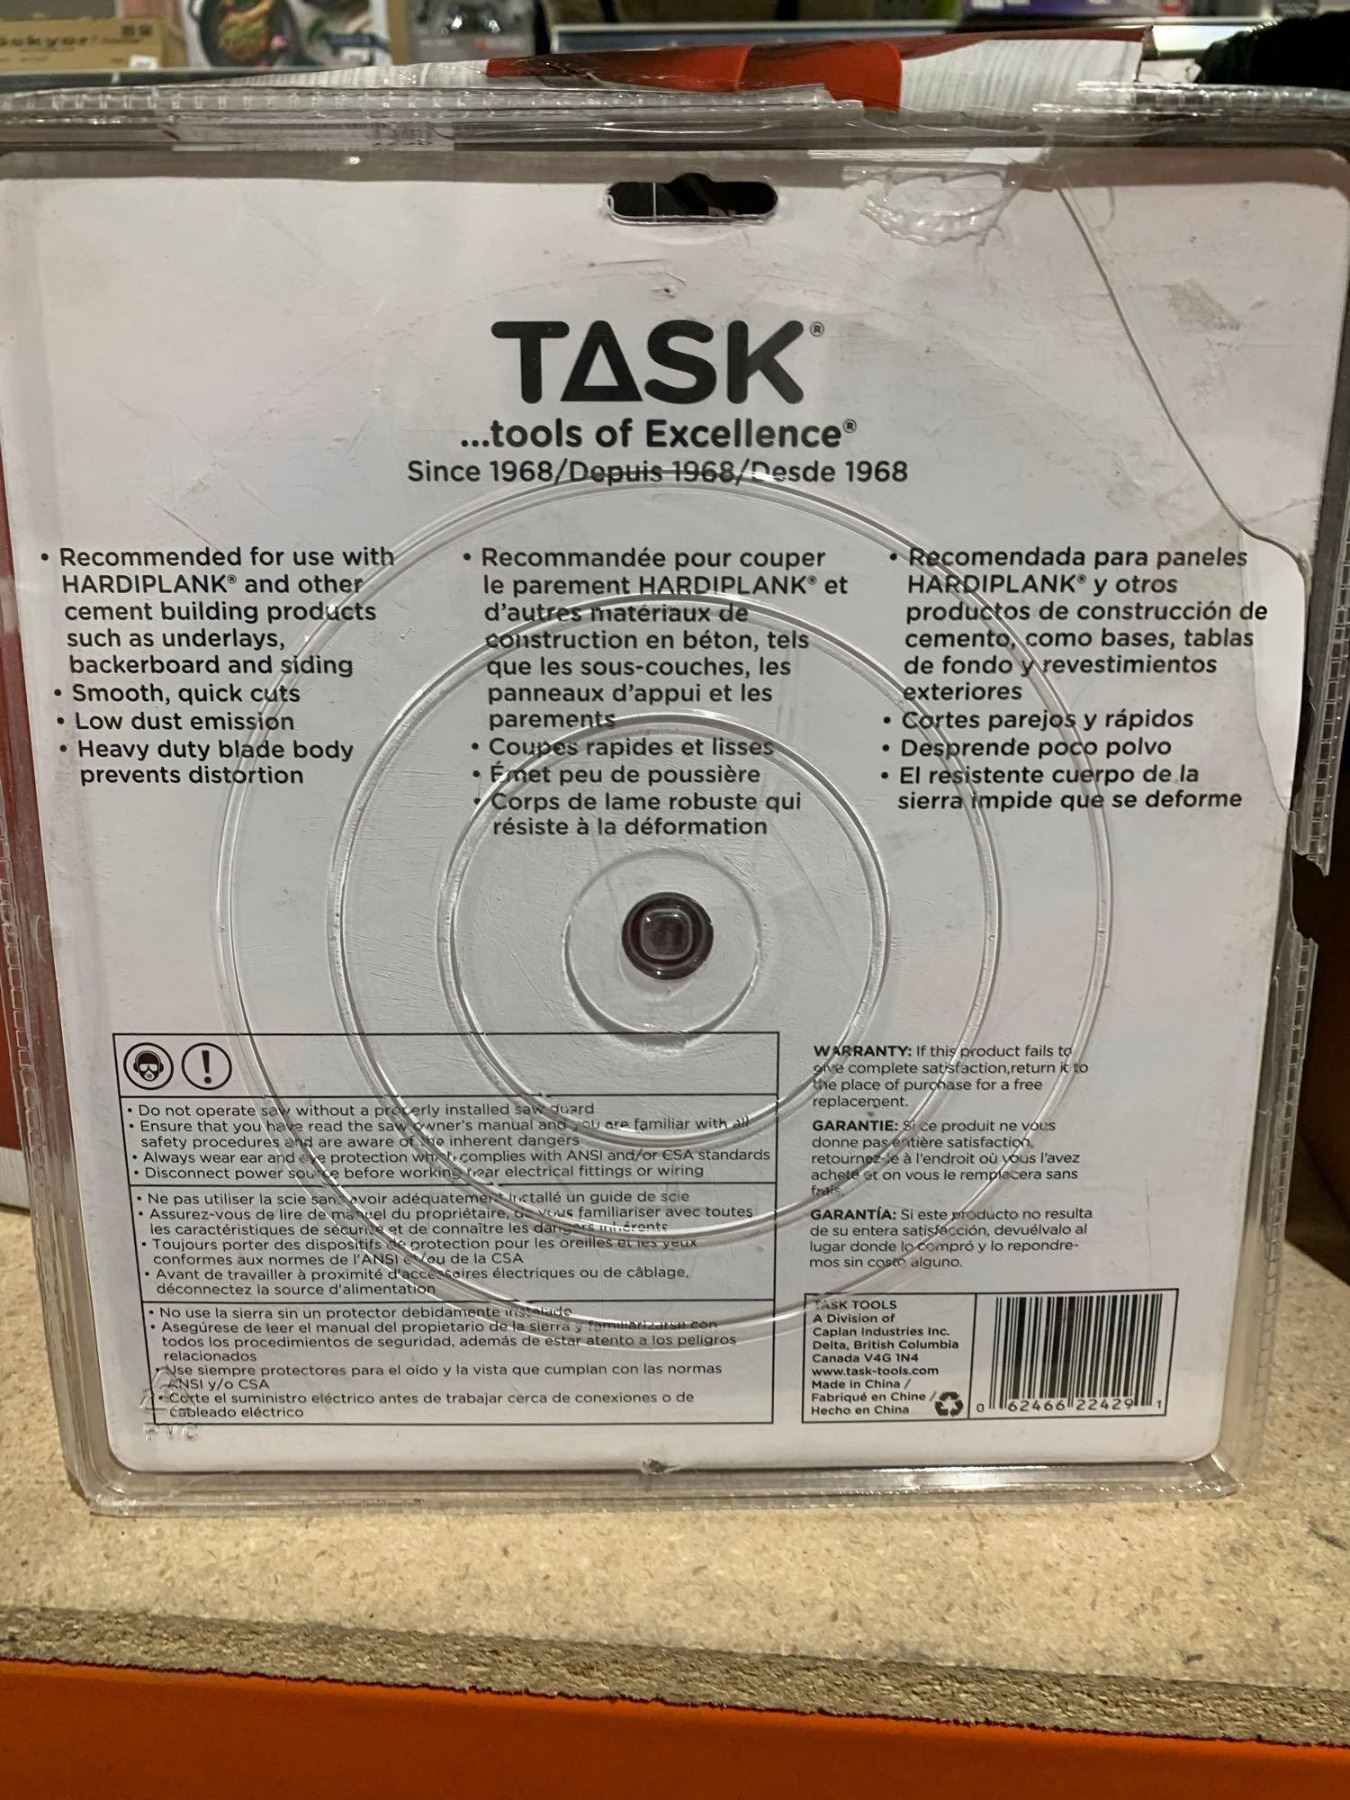 TASK®
...tools of Excellence®
Since 1968/Depuis 1968/Desde 1968
• Recommended for use with
HARDIPLANK® and other
cement building products
such as underlays,
backerboard and siding
• Smooth, quick cuts
• Low dust emission
• Heavy duty blade body
prevents distortion
• Recommandée pour couper
le parement HARDIPLANK® et
d'autres matériaux de
construction en béton, tels
que les sous-couches, les
panneaux d'appui et les
parements
• Coupes rapides et lisses
• Émet peu de poussière
• Corps de lame robuste qui
résiste à la déformation
• Recomendada para paneles
HARDIPLANK® y otros
productos de construcción de
cemento, como bases, tablas
de fondo y revestimientos
exteriores
• Cortes parejos y rápidos
• Desprende poco polvo
• El resistente cuerpo de la
sierra impide que se deforme
• Do not operate saw without a properly installed saw guard
• Ensure that you have read the saw owner's manual and you are familiar with all
safety procedures and are aware of the inherent dangers
• Always wear ear and eye protection which complies with ANSI and/or CSA standards
• Disconnect power source before working near electrical fittings or wiring
• Ne pas utiliser la scie sans avoir adéquatement installé un guide de scie
• Assurez-vous de lire de manuel du propriétaire, de vous familiariser avec toutes
les caractéristiques de sécurité et de connaître les dangers inhérents
• Toujours porter des dispositifs de protection pour les oreilles et les yeux
conformes aux normes de l'ANSI et/ou de la CSA
• Avant de travailler à proximité d'accessoires électriques ou de câblage,
déconnectez la source d'alimentation
• No use la sierra sin un protector debidamente instalado
• Asegúrese de leer el manual del propietario de la sierra y familiarizarse con
todos los procedimientos de seguridad, además de estar atento a los peligros
relacionados
• Use siempre protectores para el oído y la vista que cumplan con las normas
ANSI y/o CSA
• Corte el suministro eléctrico antes de trabajar cerca de conexiones o de
cableado eléctrico
PVC
WARRANTY: If this product fails to
give complete satisfaction,return it to
the place of purchase for a free
replacement.
GARANTIE: Si ce produit ne vous
donne pas entière satisfaction,
retournez-le à l'endroit où vous l'avez
acheté et on vous le remplacera sans
frais.
GARANTÍA: Si este producto no resulta
de su entera satisfacción, devuélvalo al
lugar donde lo compró y lo repondre-
mos sin costo alguno.
TASK TOOLS
A Division of
Caplan Industries Inc.
Delta, British Columbia
Canada V4G 1N4
www.task-tools.com
Made in China /
Fabriqué en Chine /
Hecho en China
0 62466 22429 1